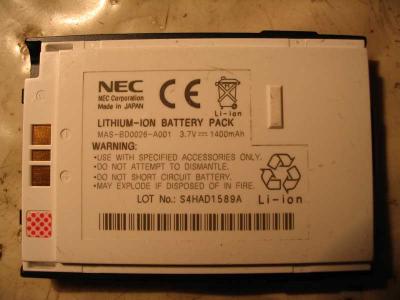 NEC
NEC Corporation
Made in JAPAN
Li-ion
LITHIUM-ION BATTERY PACK
MAS-BD0026-A001 3.7V 1400mAh
WARNING:
• USE SPECIFIED CHARGER/ACCESSORIES ONLY.
• DO NOT ATTEMPT TO DISMANTLE.
• DO NOT SHORT CIRCUIT BATTERY.
MAY EXPLODE IF DISPOSED OF IN FIRE.
LOT No.: S4HAD1589A
Li-ion